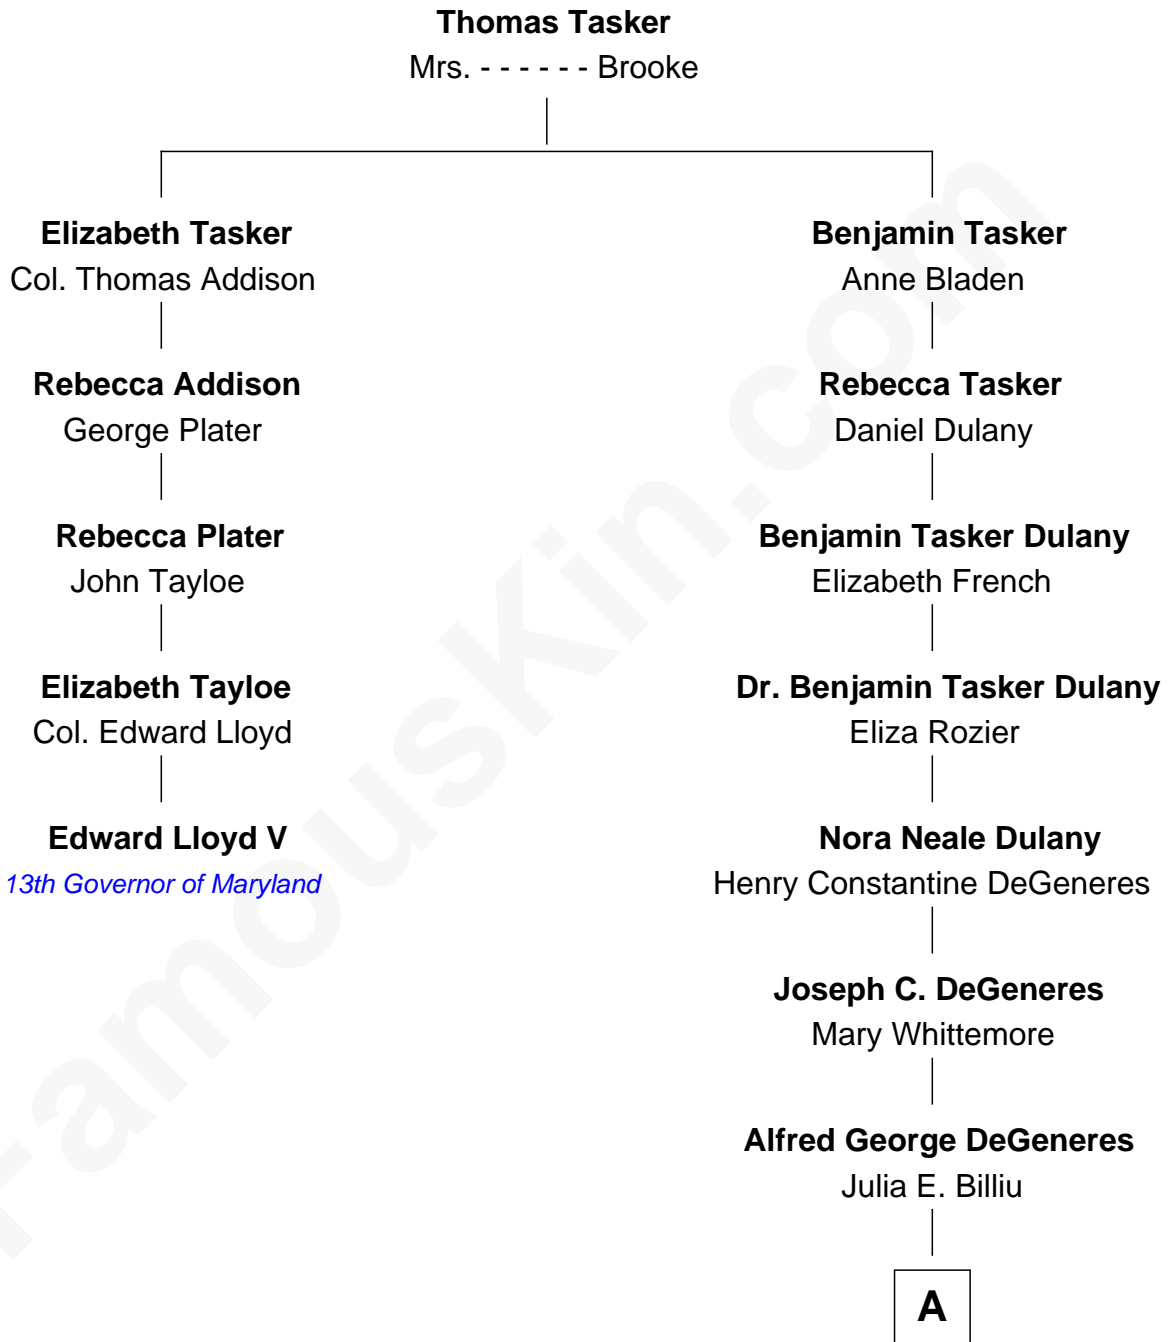 Thomas Tasker
Mrs. - - - - - - Brooke
Elizabeth Tasker
Col. Thomas Addison
Rebecca Addison
George Plater
Rebecca Plater
John Tayloe
Elizabeth Tayloe
Col. Edward Lloyd
Edward Lloyd V
13th Governor of Maryland
Benjamin Tasker
Anne Bladen
Rebecca Tasker
Daniel Dulany
Benjamin Tasker Dulany
Elizabeth French
Dr. Benjamin Tasker Dulany
Eliza Rozier
Nora Neale Dulany
Henry Constantine DeGeneres
Joseph C. DeGeneres
Mary Whittemore
Alfred George DeGeneres
Julia E. Billiu
A
FamousKin.com